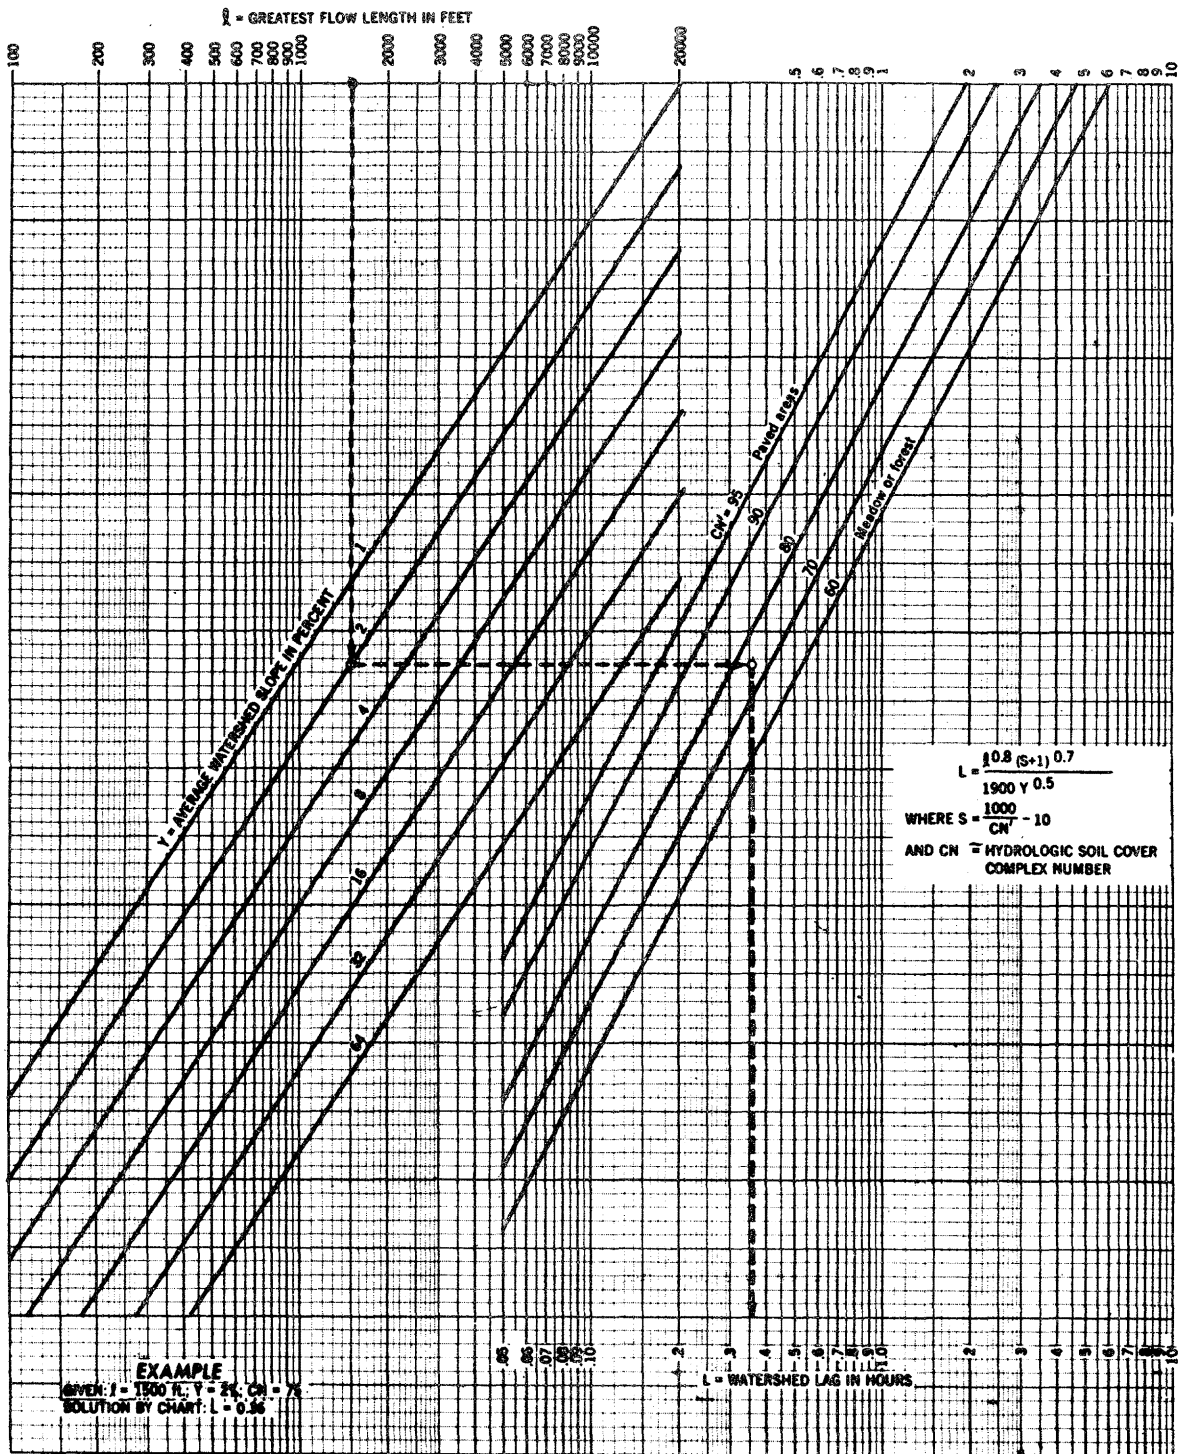 ℓ = GREATEST FLOW LENGTH IN FEET
100 200 300 400 500 600 700 800 900 1000 2000 3000 4000 5000 6000 7000 8000 9000 10000 20000
.5 .6 .7 .8 .9 1 2 3 4 5 6 7 8 9 10
Y = AVERAGE WATERSHED SLOPE IN PERCENT
1
2
4
8
16
32
64
CN' = 95 Paved areas
90
80
70
60 Meadow or forest
L = ℓ 0.8 (S+1) 0.7
1900 Y 0.5
WHERE S = 1000
CN' - 10
AND CN = HYDROLOGIC SOIL COVER
COMPLEX NUMBER
.05 .06 .07 .08 .09 .10 .2 .3 .4 .5 .6 .7 .8 .9 1.0 2 3 4 5 6 7 8 9 10
L = WATERSHED LAG IN HOURS
EXAMPLE
GIVEN: ℓ = 1500 ft.; Y = 2%; CN = 75
SOLUTION BY CHART: L = 0.36